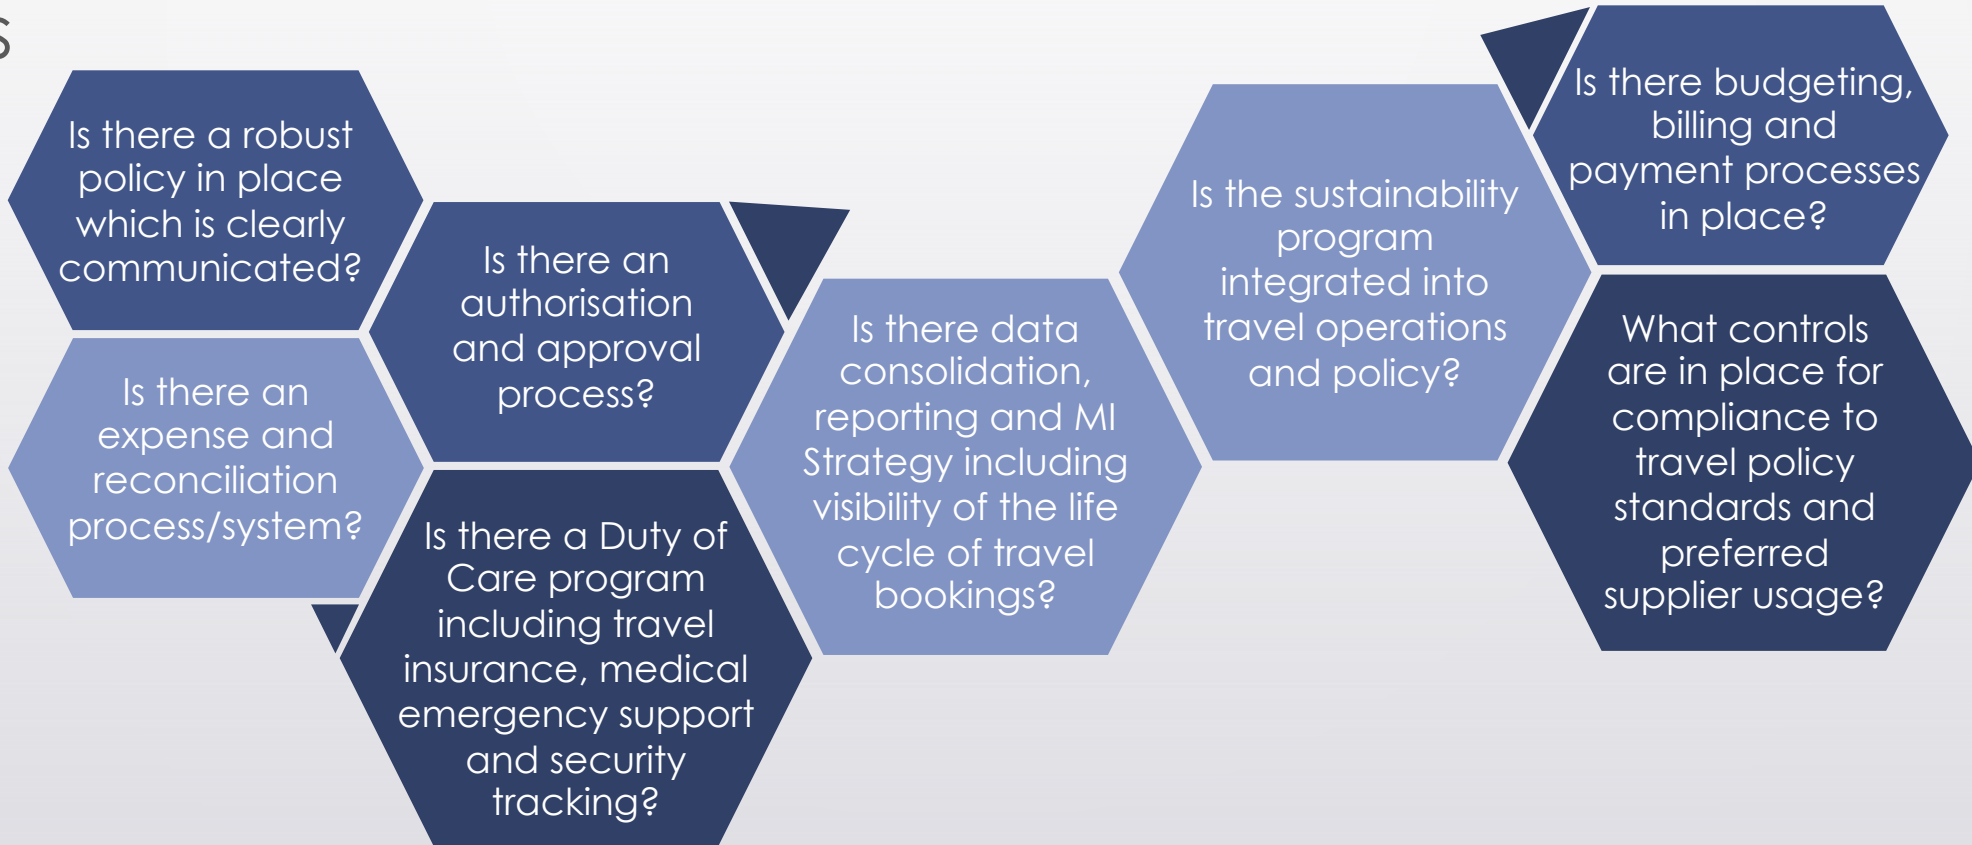 s
Is there a robust
policy in place
which is clearly
communicated?
Is there an
expense and
reconciliation
process/system?
Is there an
authorisation
and approval
process?
Is there a Duty of
Care program
including travel
insurance, medical
emergency support
and security
tracking?
Is there data
consolidation,
reporting and MI
Strategy including
visibility of the life
cycle of travel
bookings?
Is the sustainability
program
integrated into
travel operations
and policy?
Is there budgeting,
billing and
payment processes
in place?
What controls
are in place for
compliance to
travel policy
standards and
preferred
supplier usage?